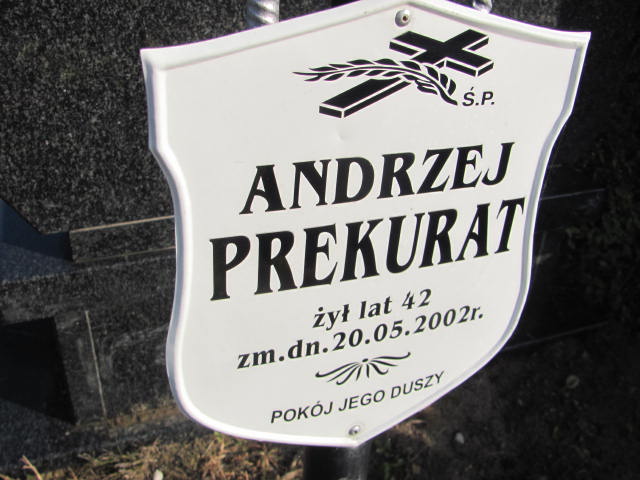 Ś.P.
ANDRZEJ
PREKURAT
żył lat 42
zm.dn.20.05.2002r.
POKÓJ JEGO DUSZY